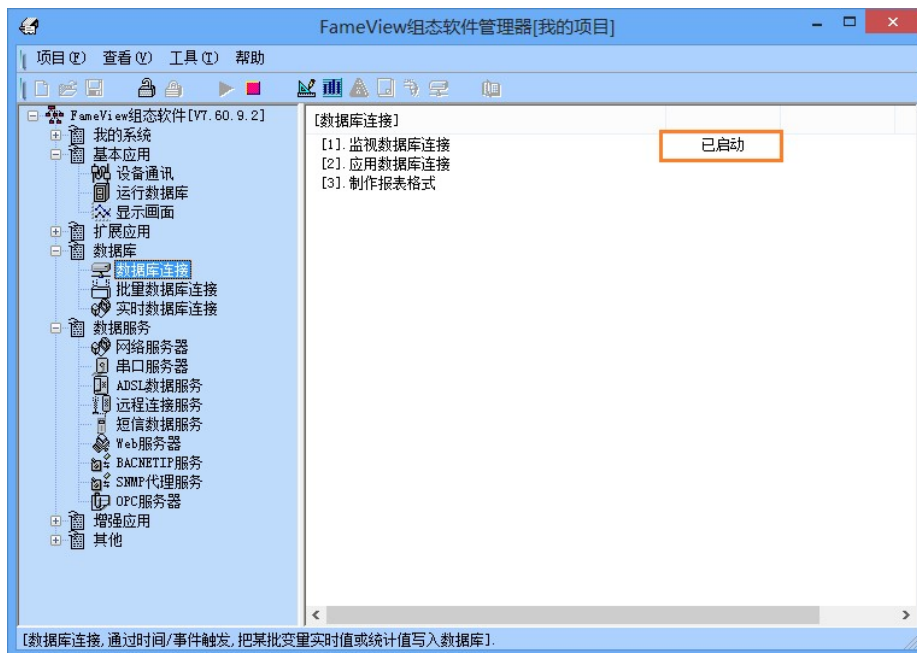 FameView组态软件管理器[我的项目]
项目(F) 查看(V) 工具(T) 帮助
FameView组态软件[V7.60.9.2]
我的系统
基本应用
设备通讯
运行数据库
显示画面
扩展应用
数据库
数据库连接
批量数据库连接
实时数据库连接
数据服务
网络服务器
串口服务器
ADSL数据服务
远程连接服务
短信数据服务
Web服务器
BACNETIP服务
SNMP代理服务
OPC服务器
增强应用
其他
[数据库连接]
[1].监视数据库连接 已启动
[2].应用数据库连接
[3].制作报表格式
[数据库连接,通过时间/事件触发,把某批变量实时值或统计值写入数据库].